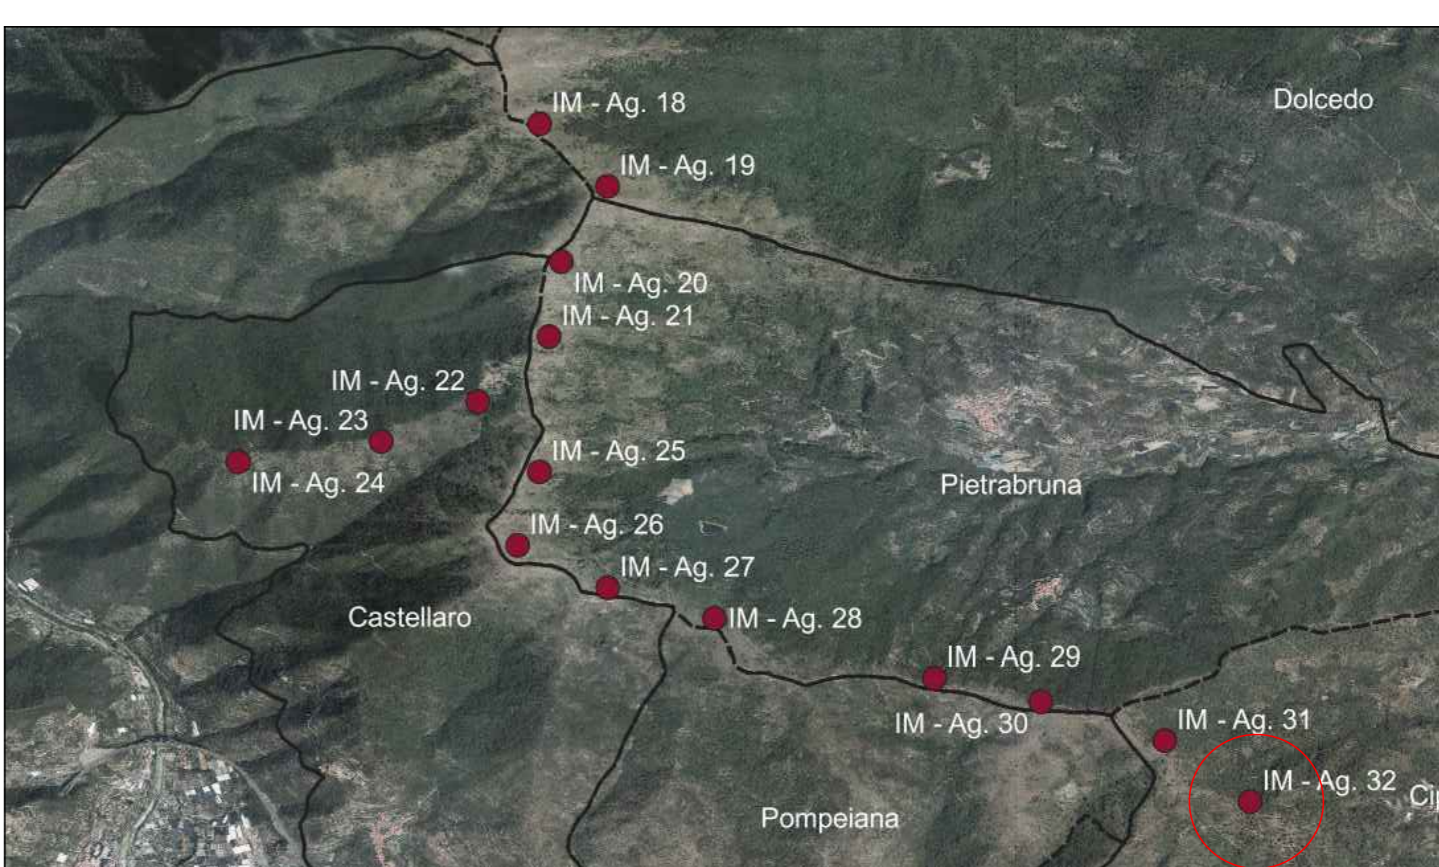 IM - Ag. 18
Dolcedo
IM - Ag. 19
IM - Ag. 20
IM - Ag. 21
IM - Ag. 22
IM - Ag. 23
IM - Ag. 24
IM - Ag. 25
Pietrabruna
IM - Ag. 26
IM - Ag. 27
Castellaro
IM - Ag. 28
IM - Ag. 29
IM - Ag. 30
IM - Ag. 31
IM - Ag. 32
Pompeiana